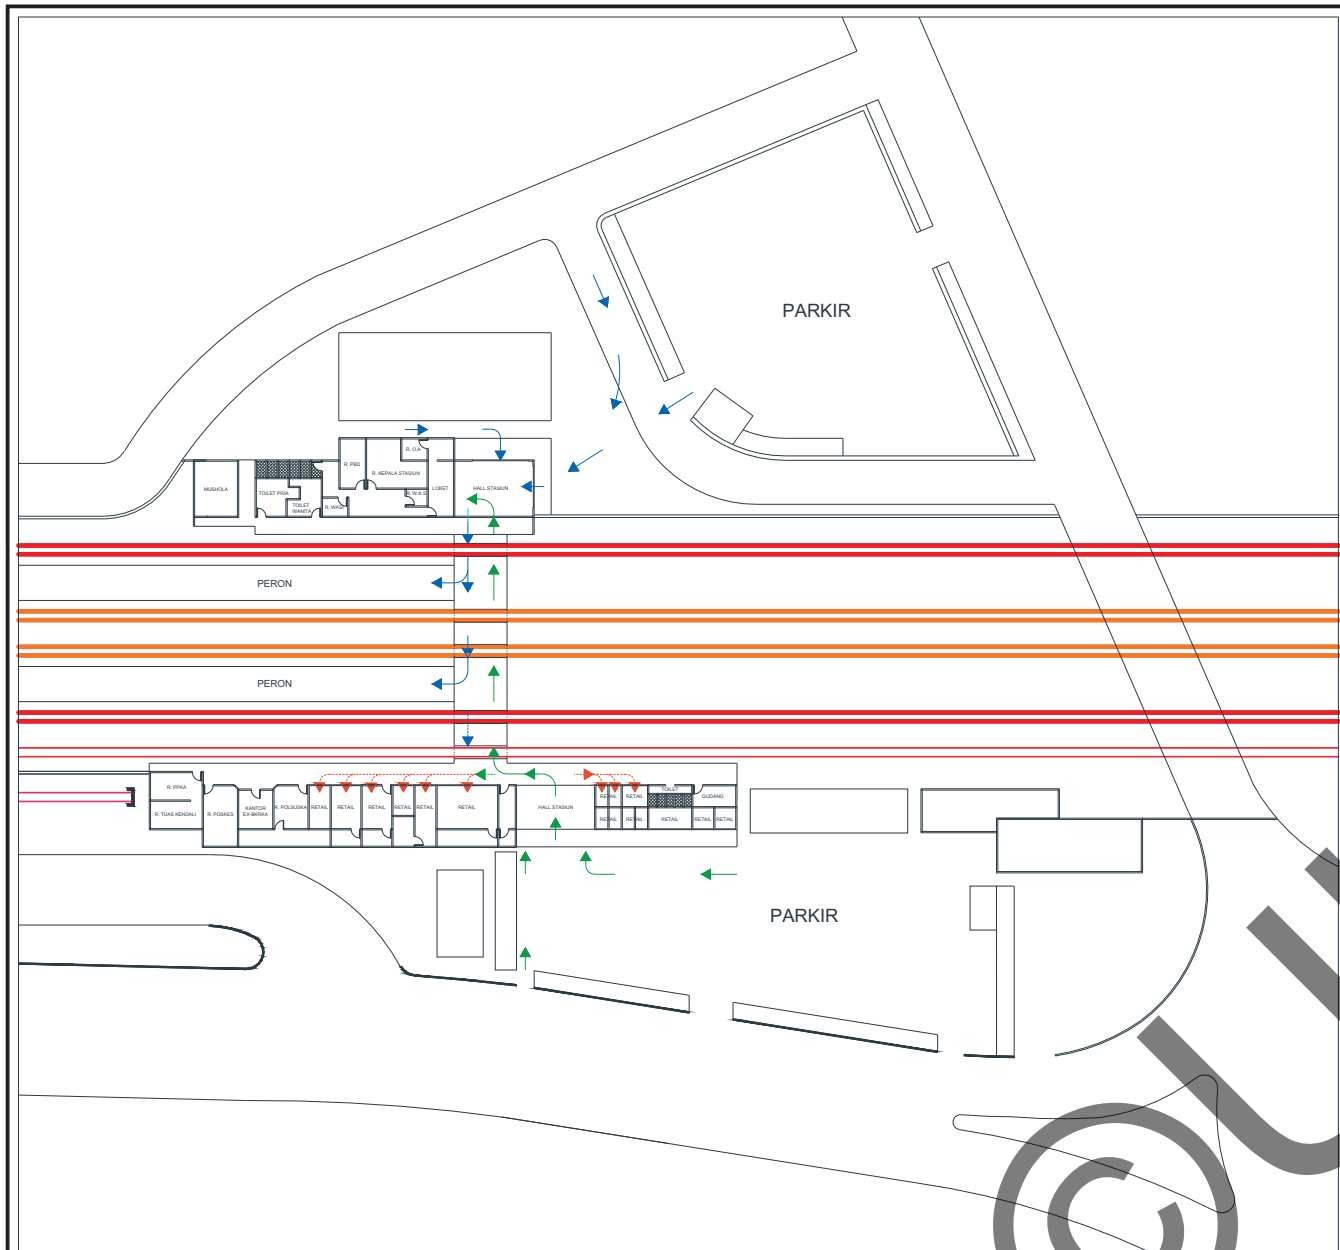 PARKIR
R. O.A
R. PBD
R. KEPALA STASIUN
MUSHOLA
TOILET PRIA
TOILET
WANITA
R. WASI
R. W.K.S
LOKET
HALL STASIUN
PERON
PERON
R. PPKA
R. TUAS KENDALI
R. POSKES
KANTOR
EX-BKRKA
R. POLSUSKA
RETAIL
RETAIL
RETAIL
RETAIL
RETAIL
RETAIL
HALL STASIUN
RETAIL
RETAIL
TOILET
GUDANG
RETAIL
RETAIL
RETAIL
RETAIL
RETAIL
PARKIR
©